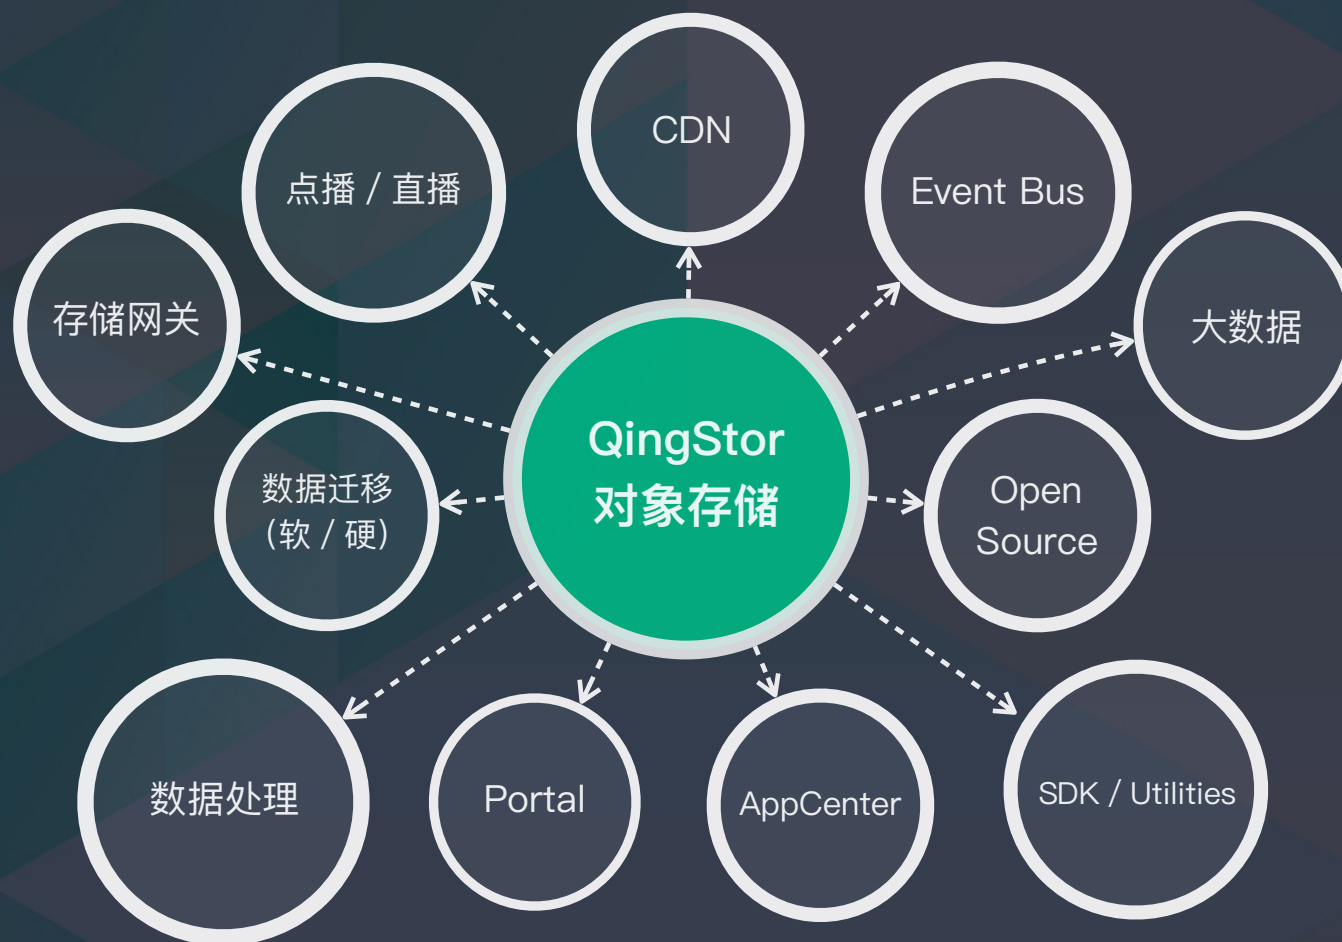 CDN
点播 / 直播
Event Bus
存储网关
大数据
QingStor
对象存储
数据迁移
(软 / 硬)
Open
Source
数据处理
Portal
AppCenter
SDK / Utilities